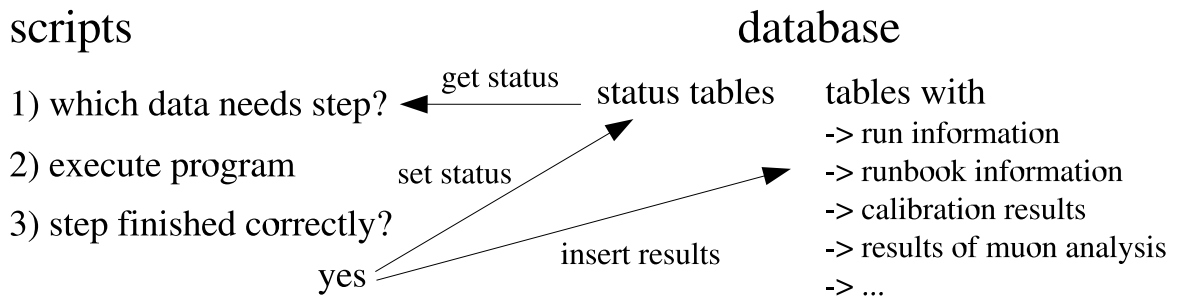 scripts
1) which data needs step?
2) execute program
3) step finished correctly?
yes
get status
set status
insert results
database
status tables
tables with
-> run information
-> runbook information
-> calibration results
-> results of muon analysis
-> ...